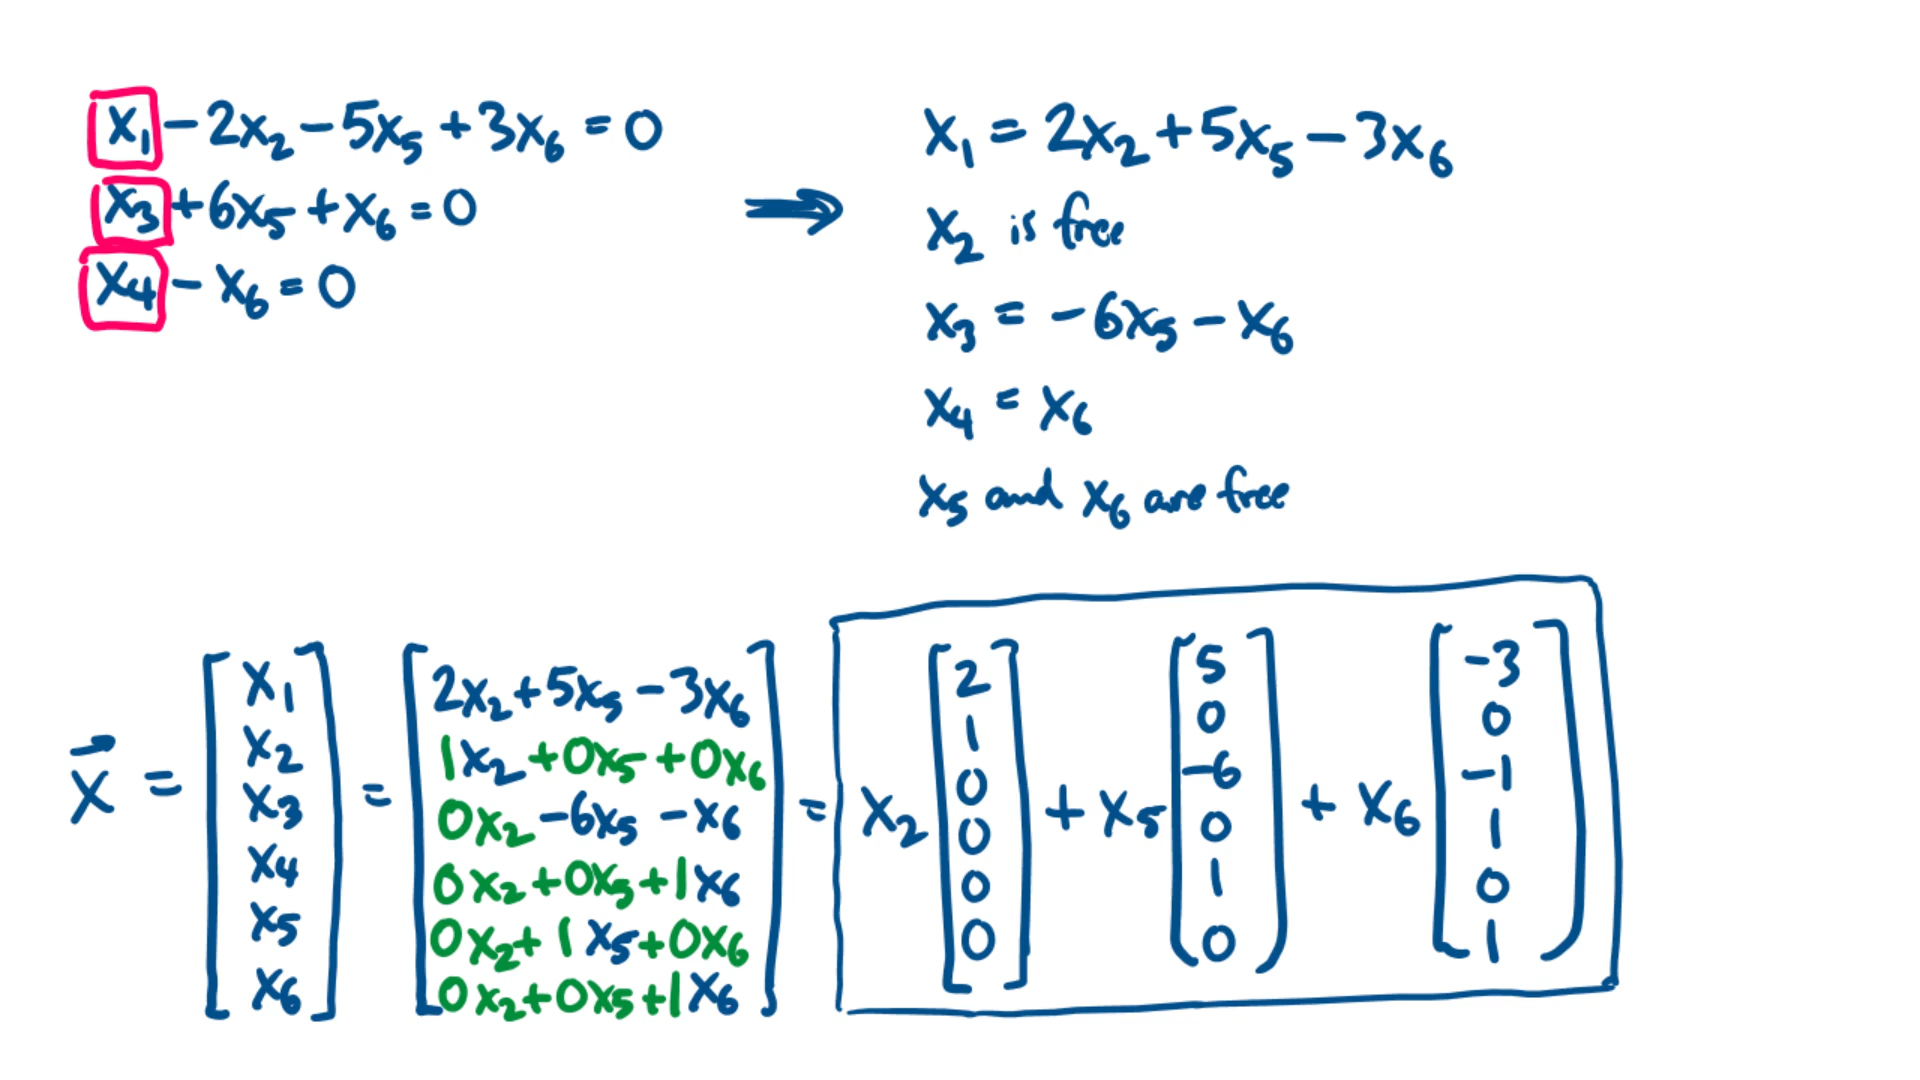 x₁ − 2x₂ − 5x₅ + 3x₆ = 0
x₃ + 6x₅ + x₆ = 0
x₄ − x₆ = 0
⇒
x₁ = 2x₂ + 5x₅ − 3x₆
x₂ is free
x₃ = −6x₅ − x₆
x₄ = x₆
x₅ and x₆ are free
x⃗ = [x₁ x₂ x₃ x₄ x₅ x₆] =
[2x₂ + 5x₅ − 3x₆
1x₂ + 0x₅ + 0x₆
0x₂ − 6x₅ − x₆
0x₂ + 0x₅ + 1x₆
0x₂ + 1x₅ + 0x₆
0x₂ + 0x₅ + 1x₆]
= x₂ [2 1 0 0 0 0] + x₅ [5 0 −6 0 1 0] + x₆ [−3 0 −1 1 0 1]